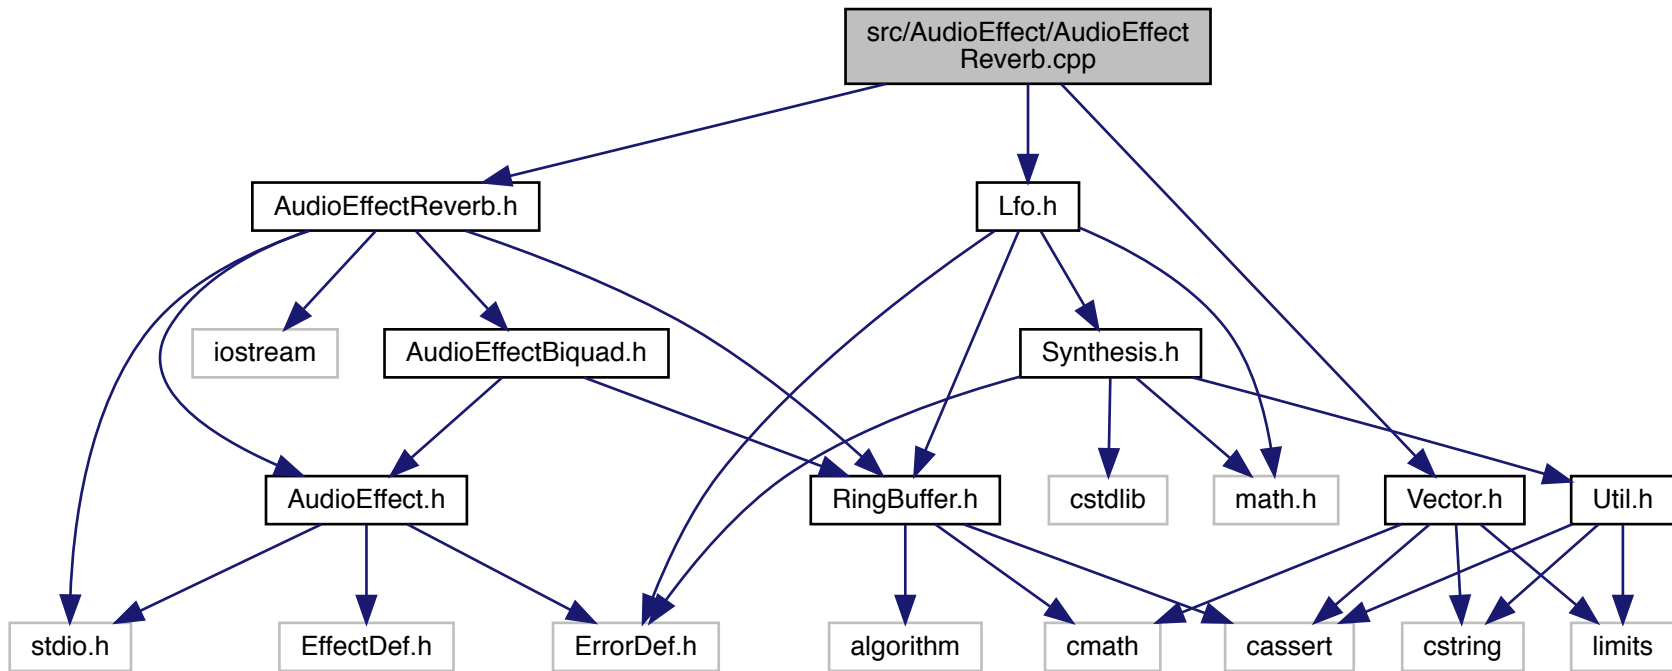 src/AudioEffect/AudioEffect
Reverb.cpp
AudioEffectReverb.h
Lfo.h
iostream
AudioEffectBiquad.h
Synthesis.h
AudioEffect.h
RingBuffer.h
cstdlib
math.h
Vector.h
Util.h
stdio.h
EffectDef.h
ErrorDef.h
algorithm
cmath
cassert
cstring
limits